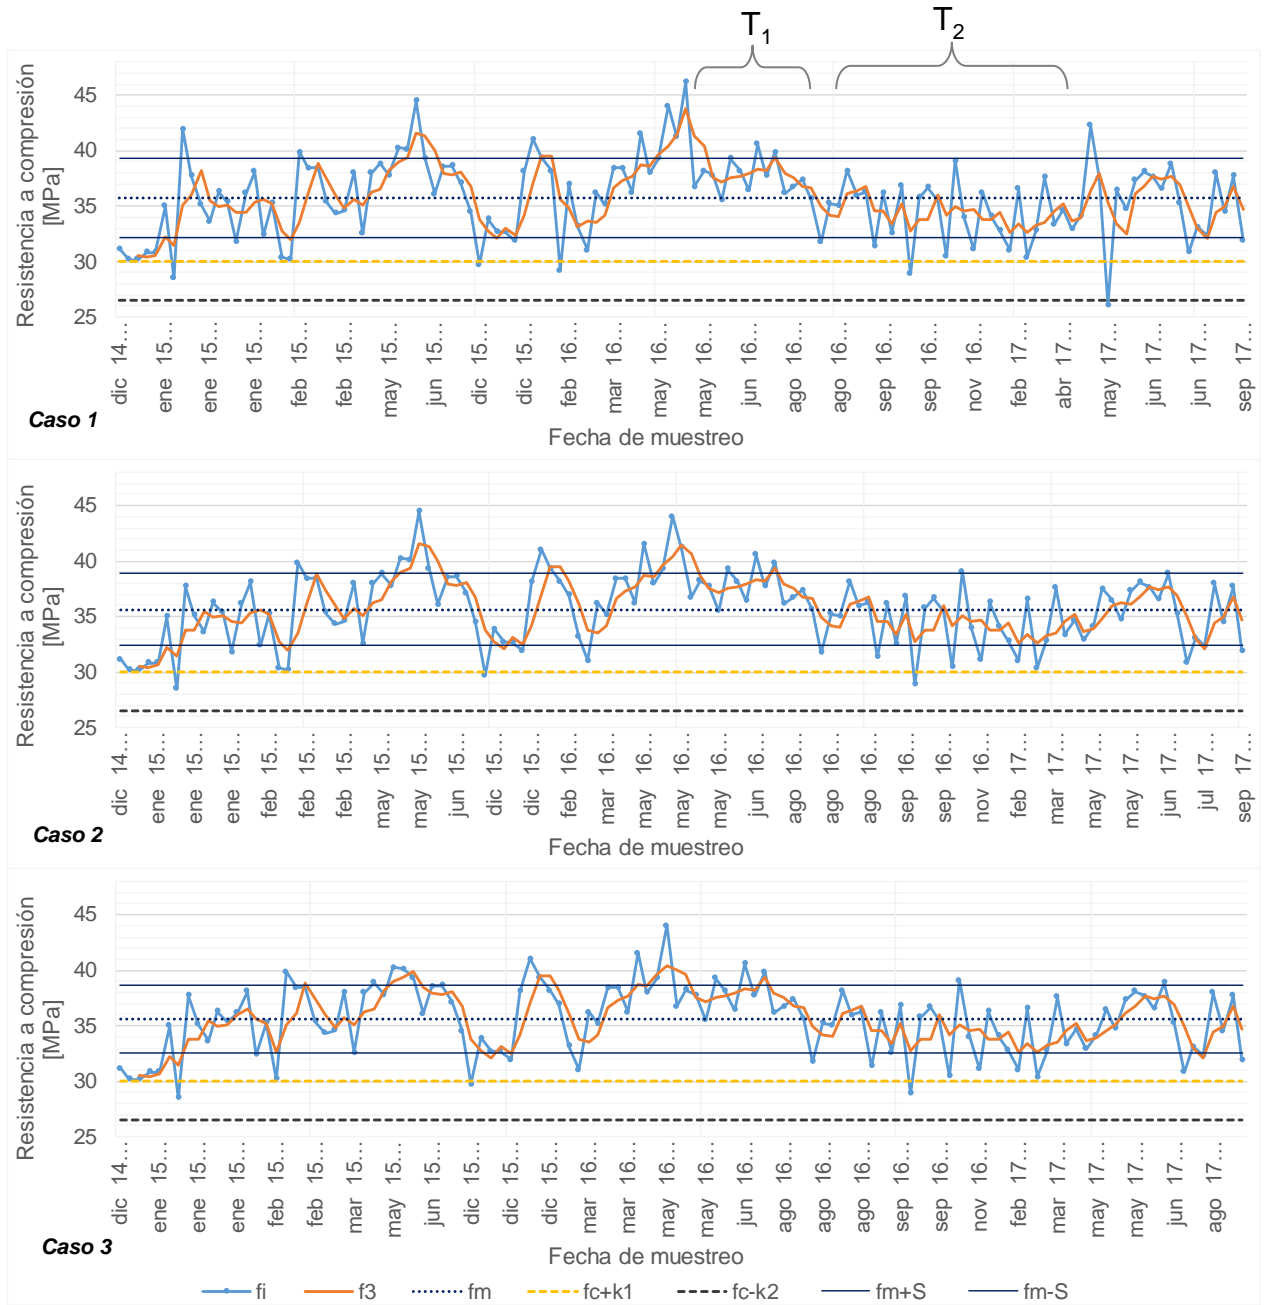 T1
T2
Resistencia a compresión
[MPa]
45
40
35
30
25
dic 14…
ene 15…
ene 15…
ene 15…
feb 15…
feb 15…
may 15…
jun 15…
dic 15…
dic 15…
feb 16…
mar 16…
may 16…
may 16…
jun 16…
ago 16…
ago 16…
sep 16…
sep 16…
nov 16…
feb 17…
abr 17…
may 17…
jun 17…
jul 17…
sep 17…
Caso 1
Fecha de muestreo
Resistencia a compresión
[MPa]
45
40
35
30
25
dic 14…
ene 15…
ene 15…
ene 15…
feb 15…
feb 15…
may 15…
may 15…
jun 15…
dic 15…
dic 15…
feb 16…
mar 16…
may 16…
may 16…
jun 16…
ago 16…
ago 16…
ago 16…
sep 16…
sep 16…
nov 16…
feb 17…
mar 17…
may 17…
may 17…
jun 17…
jul 17…
sep 17…
Caso 2
Fecha de muestreo
Resistencia a compresión
[MPa]
45
40
35
30
25
dic 14…
ene 15…
ene 15…
ene 15…
feb 15…
feb 15…
mar 15…
may 15…
jun 15…
dic 15…
dic 15…
feb 16…
mar 16…
mar 16…
may 16…
may 16…
jun 16…
ago 16…
ago 16…
ago 16…
sep 16…
sep 16…
nov 16…
feb 17…
mar 17…
may 17…
may 17…
jun 17…
ago 17…
Caso 3
Fecha de muestreo
fi
f3
fm
fc+k1
fc-k2
fm+S
fm-S